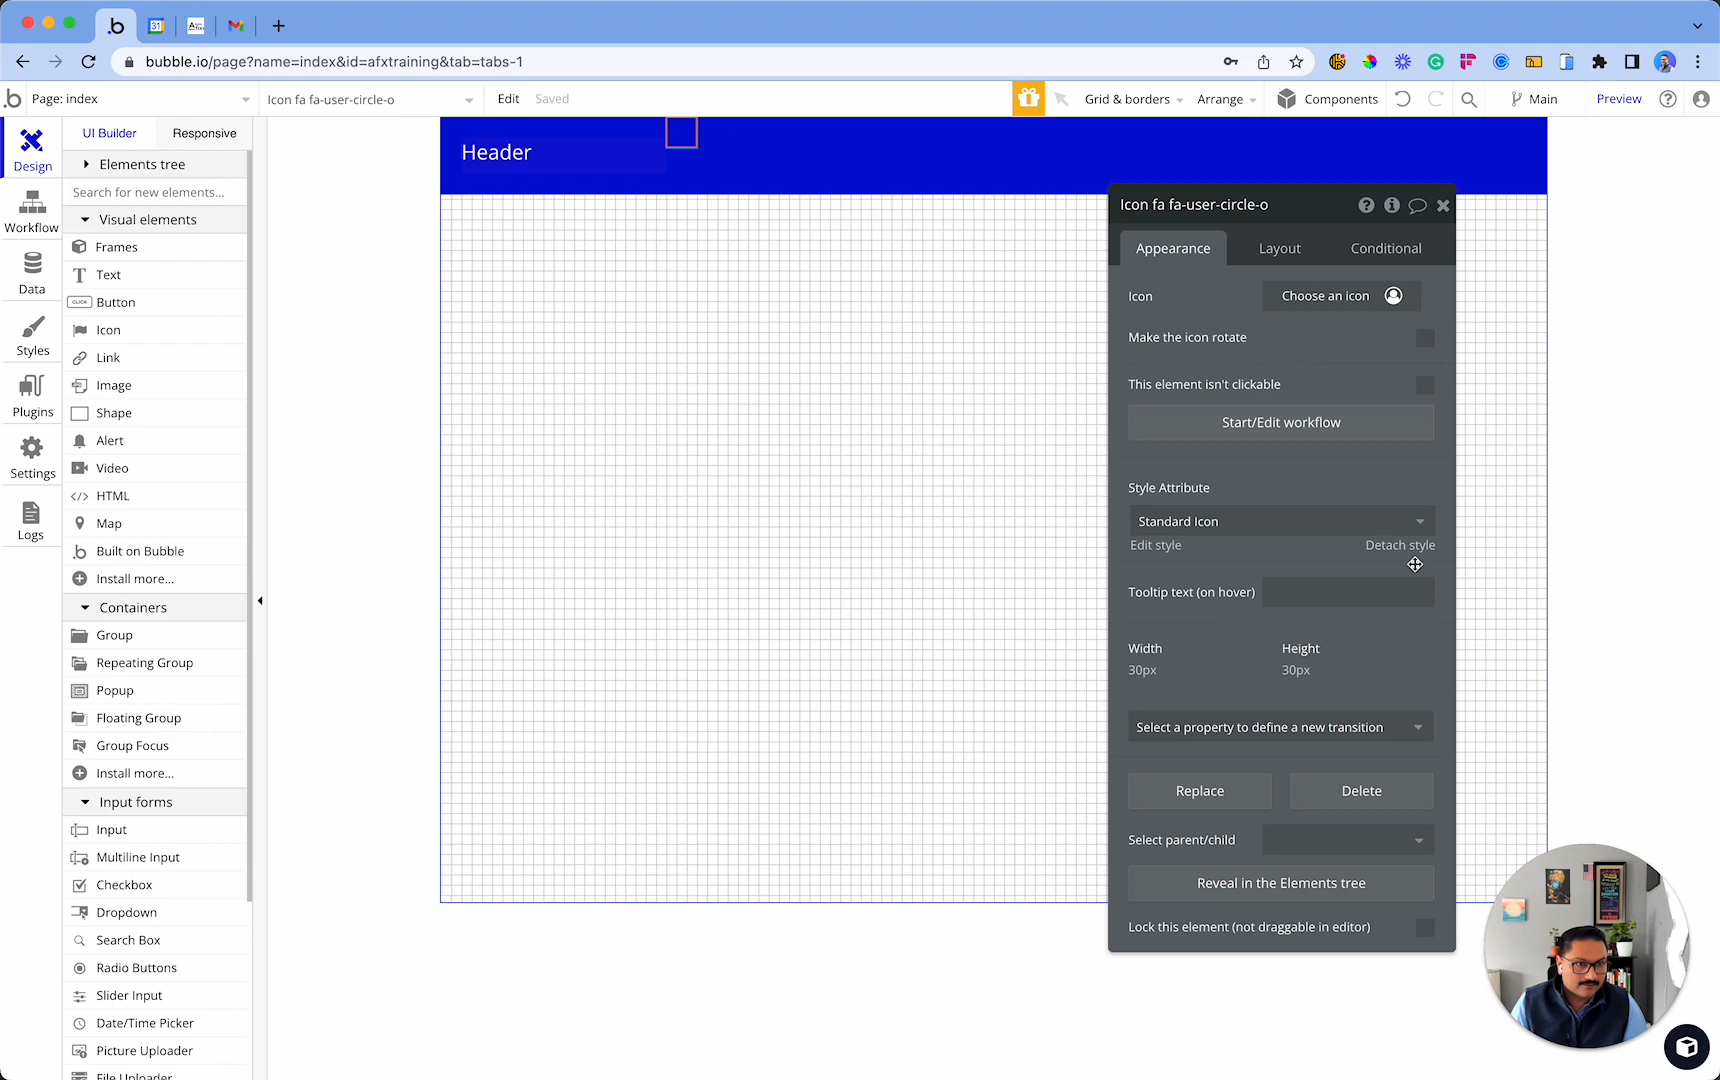 31
bubble.io/page?name=index&id=afxtraining&tab=tabs-1
Page: index
Icon fa fa-user-circle-o
Edit
Saved
Grid & borders
Arrange
Components
Main
Preview
Design
Workflow
Data
Styles
Plugins
Settings
Logs
UI Builder
Responsive
Elements tree
Search for new elements...
Visual elements
Frames
Text
CLICK Button
Icon
Link
Image
Shape
Alert
Video
HTML
Map
Built on Bubble
Install more...
Containers
Group
Repeating Group
Popup
Floating Group
Group Focus
Install more...
Input forms
Input
Multiline Input
Checkbox
Dropdown
Search Box
Radio Buttons
Slider Input
Date/Time Picker
Picture Uploader
File Uploader
Header
Icon fa fa-user-circle-o
Appearance
Layout
Conditional
Icon
Choose an icon
Make the icon rotate
This element isn't clickable
Start/Edit workflow
Style Attribute
Standard Icon
Edit style
Detach style
Tooltip text (on hover)
Width
Height
30px
30px
Select a property to define a new transition
Replace
Delete
Select parent/child
Reveal in the Elements tree
Lock this element (not draggable in editor)